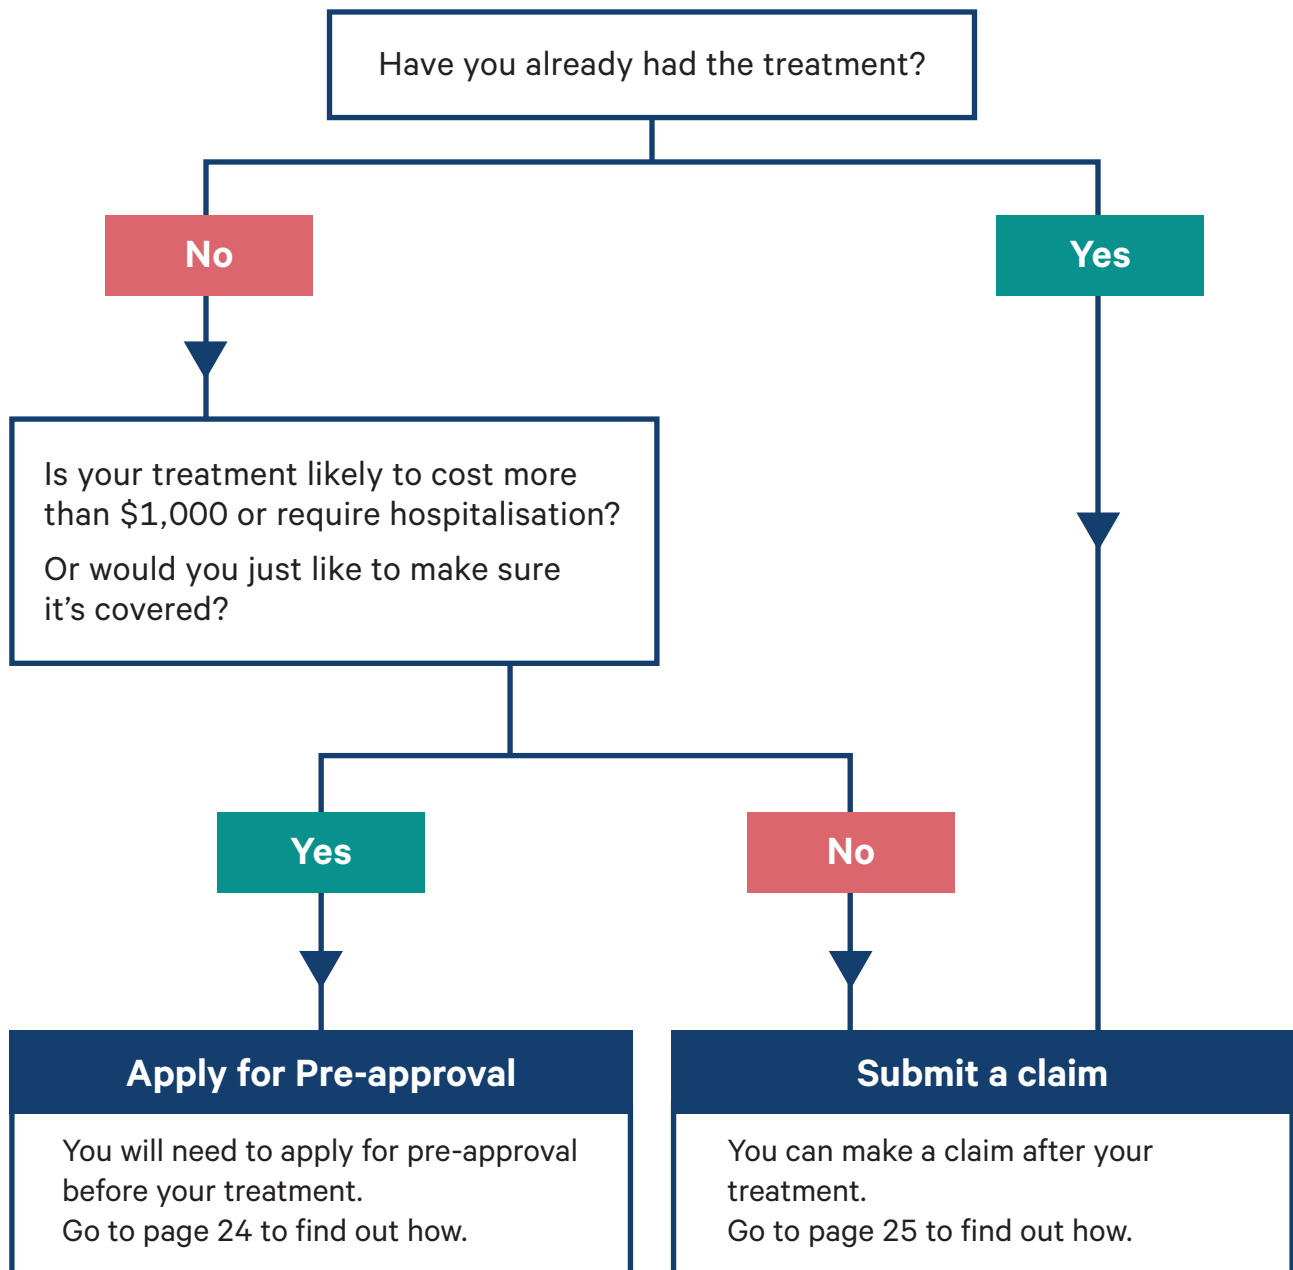 Have you already had the treatment?
No
Yes
Is your treatment likely to cost more
than $1,000 or require hospitalisation?
Or would you just like to make sure
it’s covered?
Yes
No
Apply for Pre-approval
You will need to apply for pre-approval
before your treatment.
Go to page 24 to find out how.
Submit a claim
You can make a claim after your
treatment.
Go to page 25 to find out how.